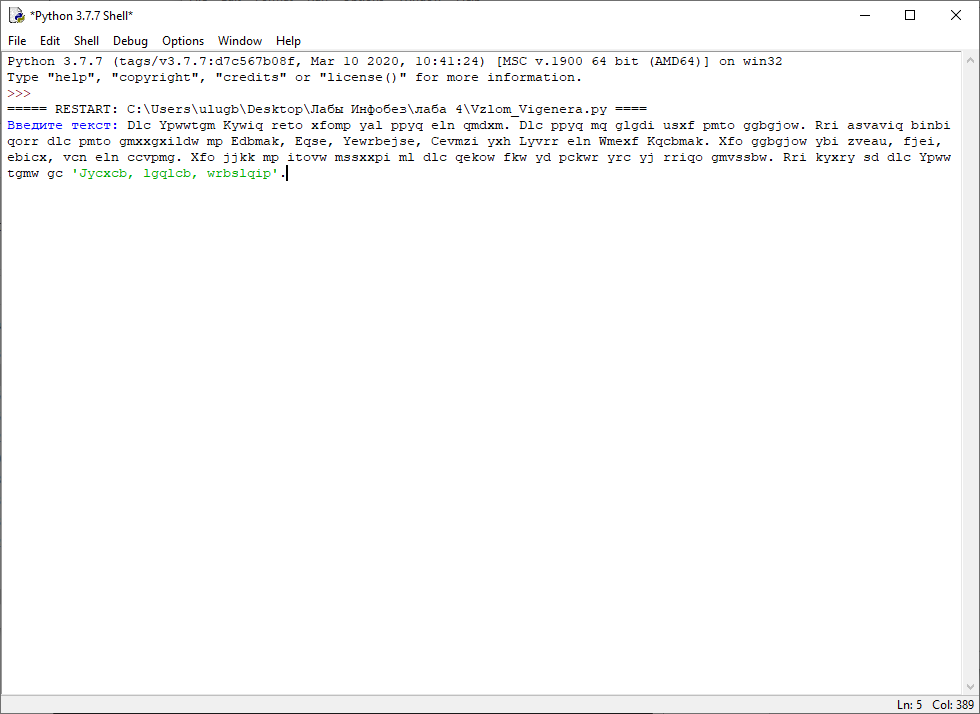 *Python 3.7.7 Shell*
File Edit Shell Debug Options Window Help
Python 3.7.7 (tags/v3.7.7:d7c567b08f, Mar 10 2020, 10:41:24) [MSC v.1900 64 bit (AMD64)] on win32
Type "help", "copyright", "credits" or "license()" for more information.
>>>
===== RESTART: C:\Users\ulugb\Desktop\Лабы Инфобез\лаба 4\Vzlom_Vigenera.py ====
Введите текст: Dlc Ypwwtgm Kywiq reto xfomp yal ppyq eln qmdxm. Dlc ppyq mq glgdi usxf pmto ggbgjow. Rri asvaviq binbi
qorr dlc pmto gmxxgxildw mp Edbmak, Eqse, Yewrbejse, Cevmzi yxh Lyvrr eln Wmexf Kqcbmak. Xfo ggbgjow ybi zveau, fjei,
ebicx, vcn eln ccvpmg. Xfo jjkk mp itovw mssxxpi ml dlc qekow fkw yd pckwr yrc yj rriqo gmvssbw. Rri kyxry sd dlc Ypww
tgmw gc 'Jycxcb, lgqlcb, wrbslqip'.
Ln: 5 Col: 389